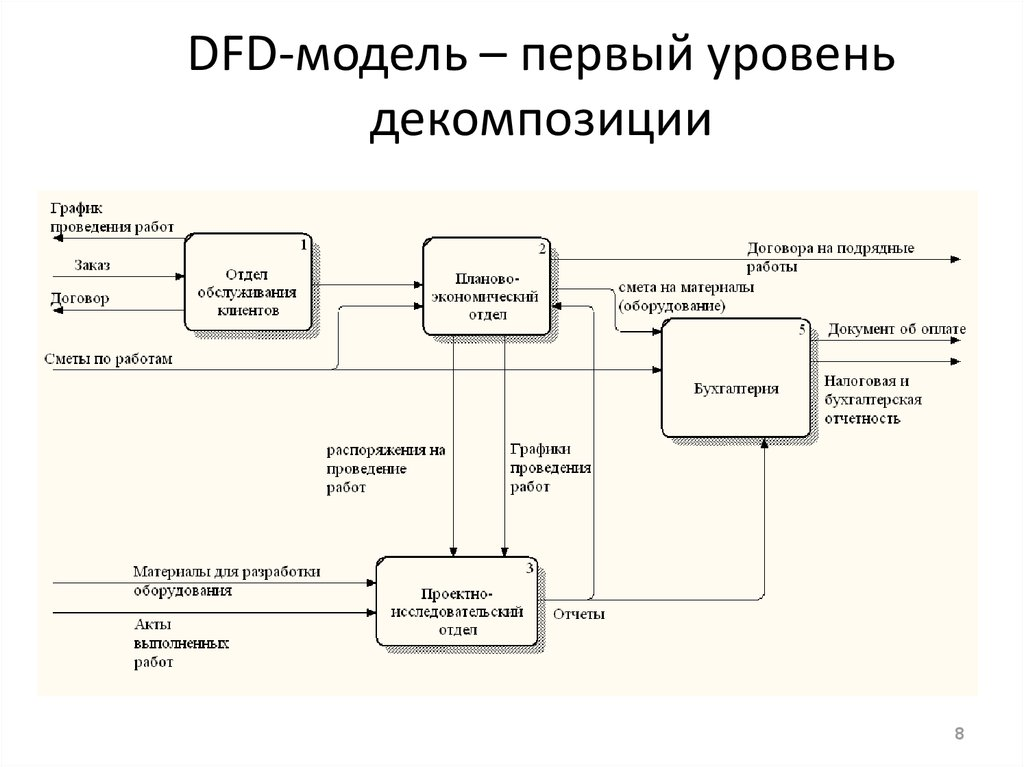 DFD-модель – первый уровень
декомпозиции
График
проведения работ
Заказ
Договор
Сметы по работам
1
Отдел
обслуживания
клиентов
2
Планово-
экономический
отдел
Договора на подрядные
работы
смета на материалы
(оборудование)
5
Бухгалтерия
Документ об оплате
Налоговая и
бухгалтерская
отчетность
распоряжения на
проведение
работ
Графики
проведения
работ
Материалы для разработки
оборудования
Акты
выполненных
работ
3
Проектно-
исследовательский
отдел
Отчеты
8